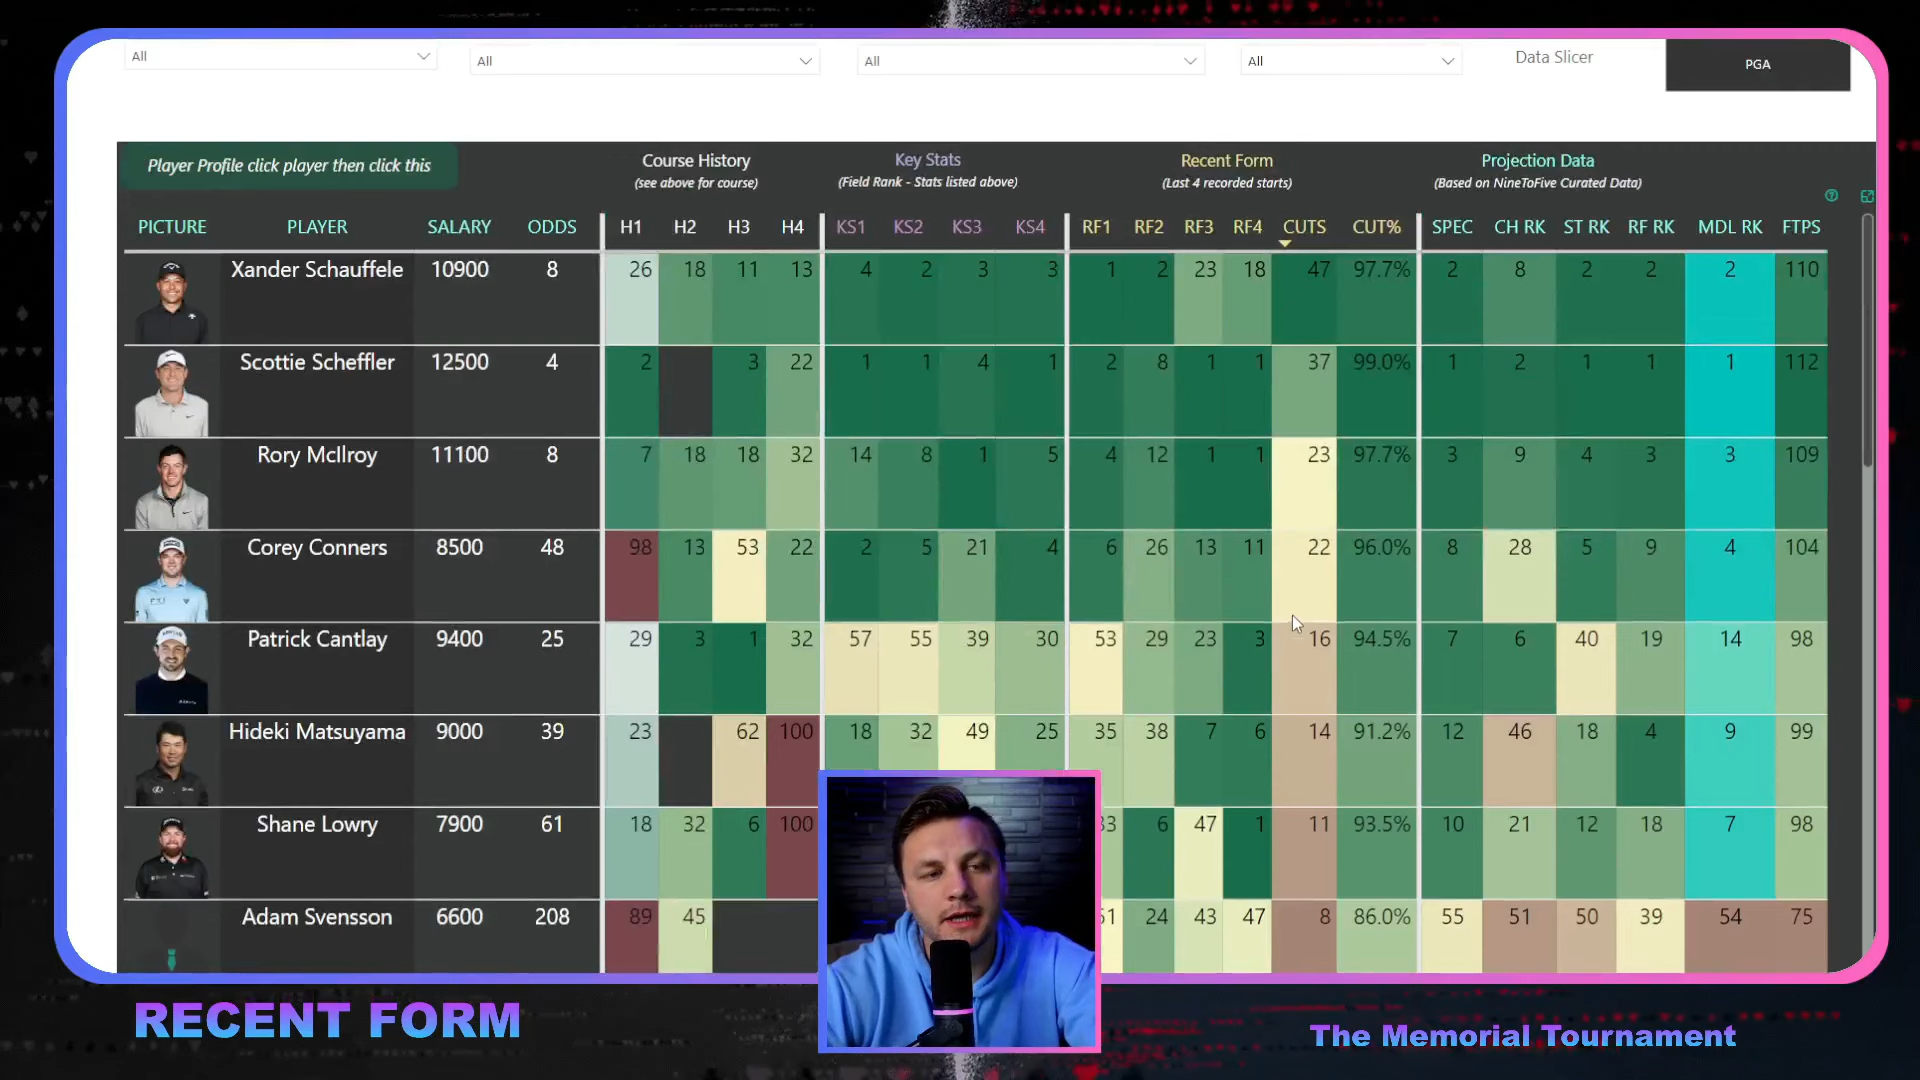 All All All All Data Slicer PGA
Player Profile click player then click this
Course History Key Stats Recent Form Projection Data
(see above for course) (Field Rank - Stats listed above) (Last 4 recorded starts) (Based on NineToFive Curated Data)
PICTURE PLAYER SALARY ODDS H1 H2 H3 H4 KS1 KS2 KS3 KS4 RF1 RF2 RF3 RF4 CUTS CUT% SPEC CH RK ST RK RF RK MDL RK FTPS
Xander Schauffele 10900 8 26 18 11 13 4 2 3 3 1 2 23 18 47 97.7% 2 8 2 2 2 110
Scottie Scheffler 12500 4 2 3 22 1 1 4 1 2 8 1 1 37 99.0% 1 2 1 1 1 112
Rory McIlroy 11100 8 7 18 18 32 14 8 1 5 4 12 1 1 23 97.7% 3 9 4 3 3 109
Corey Conners 8500 48 98 13 53 22 2 5 21 4 6 26 13 11 22 96.0% 8 28 5 9 4 104
Patrick Cantlay 9400 25 29 3 1 32 57 55 39 30 53 29 23 3 16 94.5% 7 6 40 19 14 98
Hideki Matsuyama 9000 39 23 62 100 18 32 49 25 35 38 7 6 14 91.2% 12 46 18 4 9 99
Shane Lowry 7900 61 18 32 6 100 6 47 1 11 93.5% 10 21 12 18 7 98
Adam Svensson 6600 208 89 45 24 43 47 8 86.0% 55 51 50 39 54 75
RECENT FORM
The Memorial Tournament